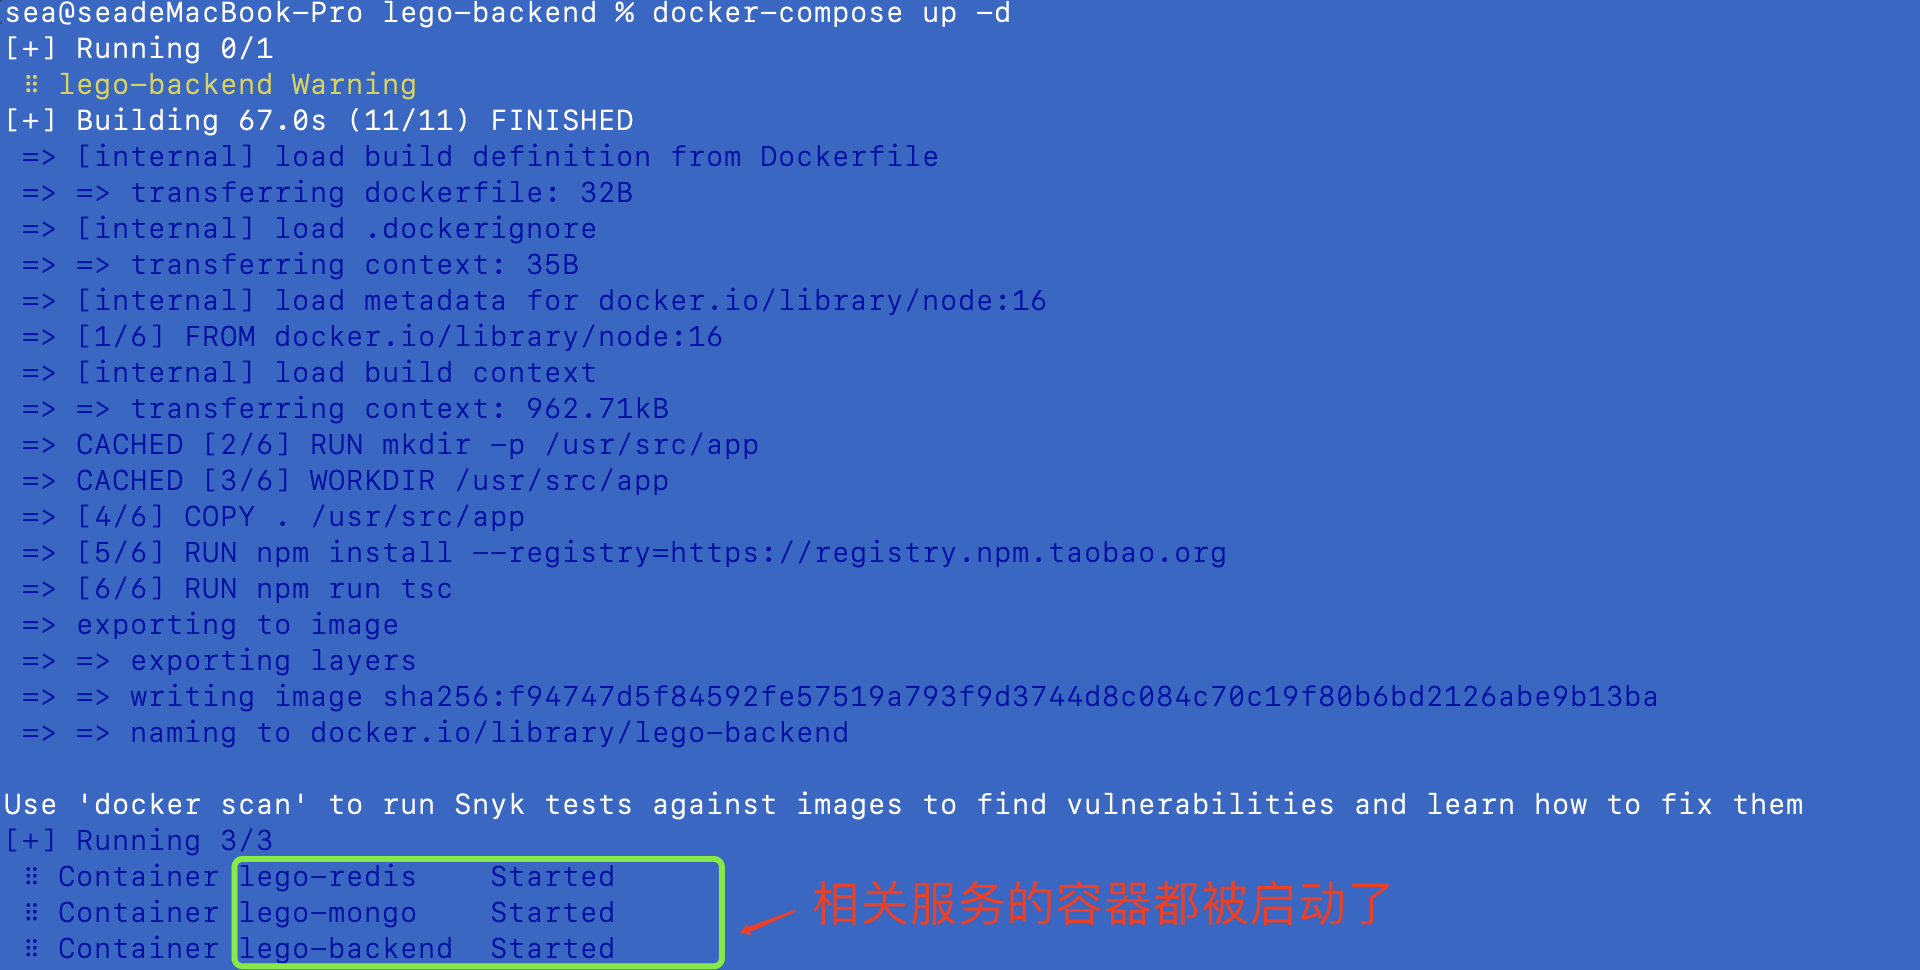 sea@seadeMacBook-Pro lego-backend % docker-compose up -d
[+] Running 0/1
⠿ lego-backend Warning
[+] Building 67.0s (11/11) FINISHED
=> [internal] load build definition from Dockerfile
=> => transferring dockerfile: 32B
=> [internal] load .dockerignore
=> => transferring context: 35B
=> [internal] load metadata for docker.io/library/node:16
=> [1/6] FROM docker.io/library/node:16
=> [internal] load build context
=> => transferring context: 962.71kB
=> CACHED [2/6] RUN mkdir -p /usr/src/app
=> CACHED [3/6] WORKDIR /usr/src/app
=> [4/6] COPY . /usr/src/app
=> [5/6] RUN npm install --registry=https://registry.npm.taobao.org
=> [6/6] RUN npm run tsc
=> exporting to image
=> => exporting layers
=> => writing image sha256:f94747d5f84592fe57519a793f9d3744d8c084c70c19f80b6bd2126abe9b13ba
=> => naming to docker.io/library/lego-backend
Use 'docker scan' to run Snyk tests against images to find vulnerabilities and learn how to fix them
[+] Running 3/3
⠿ Container lego-redis Started
⠿ Container lego-mongo Started
⠿ Container lego-backend Started
相关服务的容器都被启动了